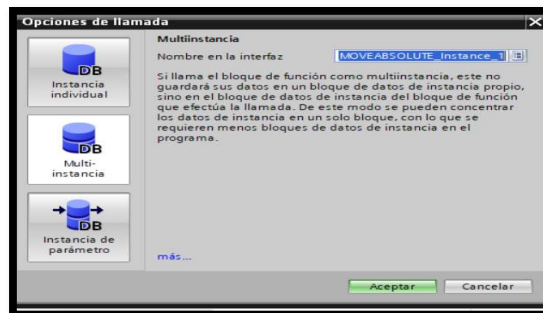 Opciones de llamada
DB
Instancia
individual
DB
Multi-
instancia
DB
Instancia de
parámetro
Multiinstancia
Nombre en la interfaz MOVEABSOLUTE_Instance_1
Si llama el bloque de función como multiinstancia, este no
guardará sus datos en un bloque de datos de instancia propio,
sino en el bloque de datos de instancia del bloque de función
que efectúa la llamada. De este modo se pueden concentrar
los datos de instancia en un solo bloque, con lo que se
requieren menos bloques de datos de instancia en el
programa.
más...
Aceptar Cancelar